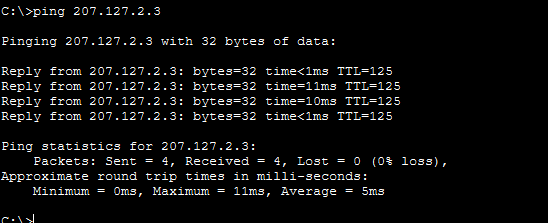 C:\>ping 207.127.2.3
Pinging 207.127.2.3 with 32 bytes of data:
Reply from 207.127.2.3: bytes=32 time<1ms TTL=125
Reply from 207.127.2.3: bytes=32 time=11ms TTL=125
Reply from 207.127.2.3: bytes=32 time=10ms TTL=125
Reply from 207.127.2.3: bytes=32 time<1ms TTL=125
Ping statistics for 207.127.2.3:
    Packets: Sent = 4, Received = 4, Lost = 0 (0% loss),
Approximate round trip times in milli-seconds:
    Minimum = 0ms, Maximum = 11ms, Average = 5ms
C:\>